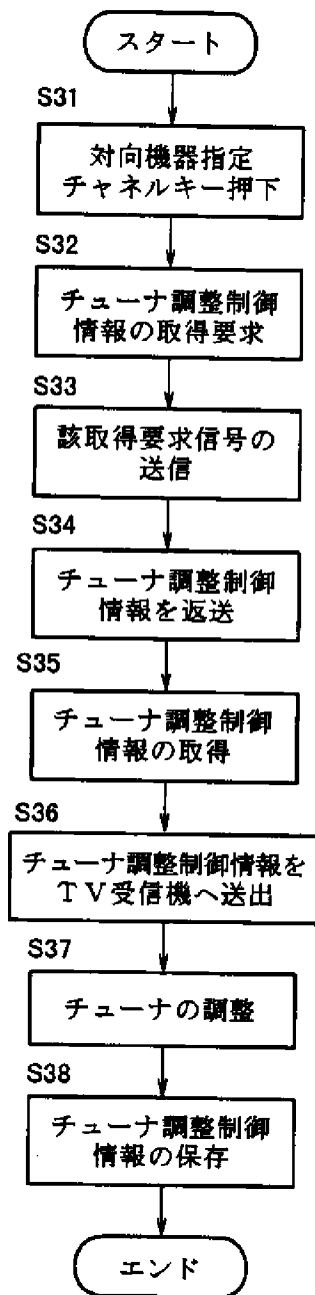 スタート
S31
対向機器指定
チャネルキー押下
S32
チューナ調整制御
情報の取得要求
S33
該取得要求信号の
送信
S34
チューナ調整制御
情報を返送
S35
チューナ調整制御
情報の取得
S36
チューナ調整制御情報を
TV受信機へ送出
S37
チューナの調整
S38
チューナ調整制御
情報の保存
エンド